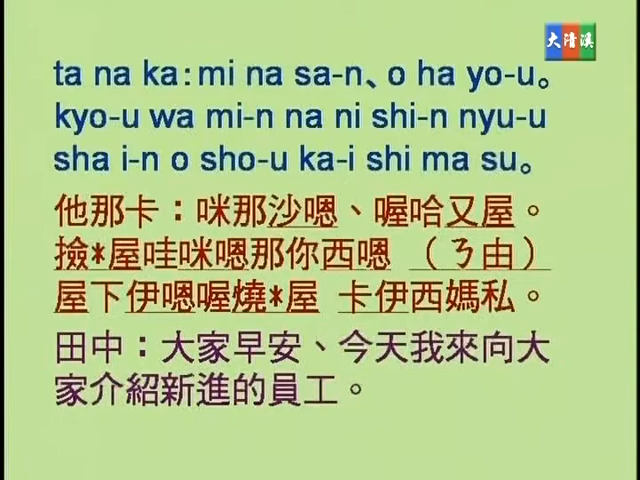 大清溪
ta na ka:mi na sa-n、o ha yo-u。
kyo-u wa mi-n na ni shi-n nyu-u
sha i-n o sho-u ka-i shi ma su。
他那卡：咪那沙嗯、喔哈又屋。
撿*屋哇咪嗯那你西嗯 （ㄋ由）
屋下伊嗯喔燒*屋 卡伊西媽私。
田中：大家早安、今天我來向大
家介紹新進的員工。